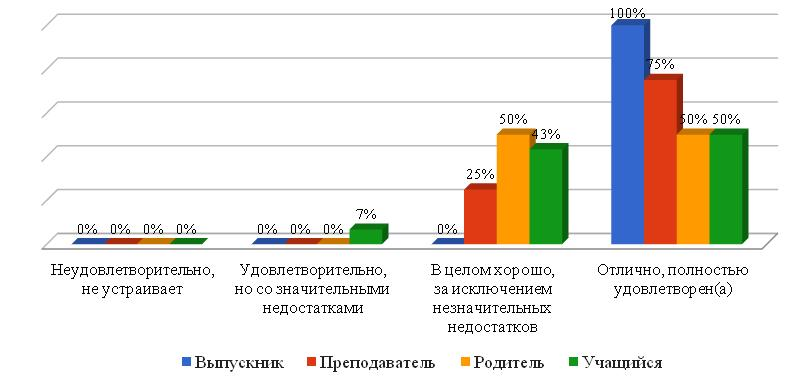 100%
75%
50% 50%
50%
43%
25%
7%
0% 0% 0% 0%
0% 0% 0%
0%
Неудовлетворительно,
не устраивает
Удовлетворительно,
но со значительными
недостатками
В целом хорошо,
за исключением
незначительных
недостатков
Отлично, полностью
удовлетворен(а)
Выпускник Преподаватель Родитель Учащийся